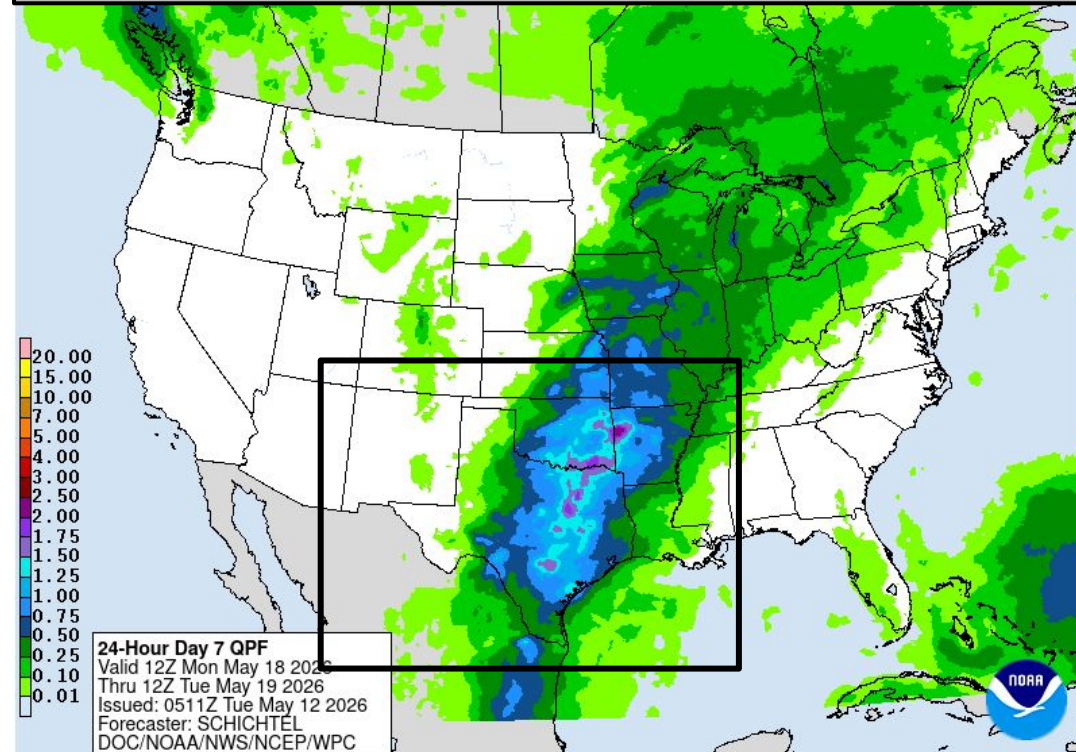 20.00
15.00
10.00
7.00
5.00
4.00
3.00
2.50
2.00
1.75
1.50
1.25
1.00
0.75
0.50
0.25
0.10
0.01
24-Hour Day 7 QPF
Valid 12Z Mon May 18 2026
Thru 12Z Tue May 19 2026
Issued: 0511Z Tue May 12 2026
Forecaster: SCHICHTEL
DOC/NOAA/NWS/NCEP/WPC
NOAA